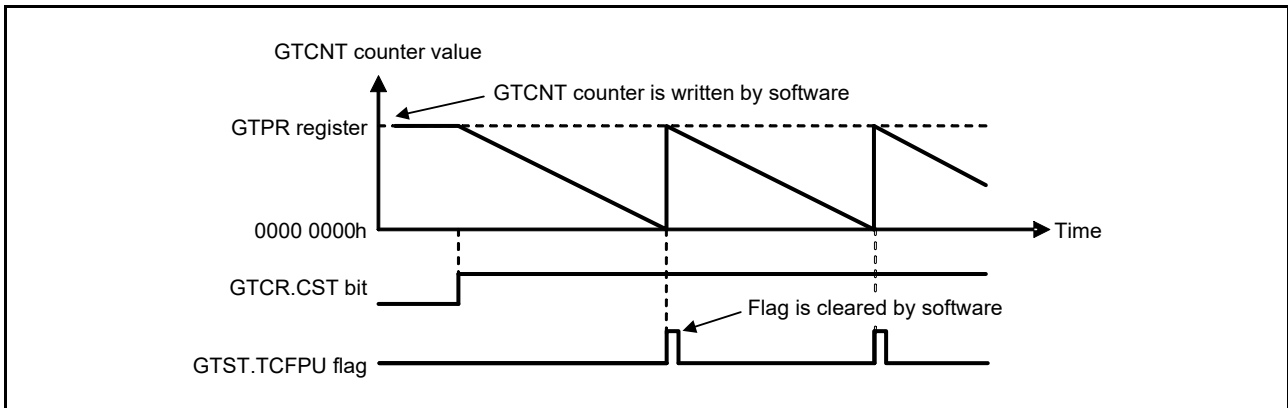 GTCNT counter value
GTCNT counter is written by software
GTPR register
0000 0000h
Time
GTCR.CST bit
Flag is cleared by software
GTST.TCFPU flag